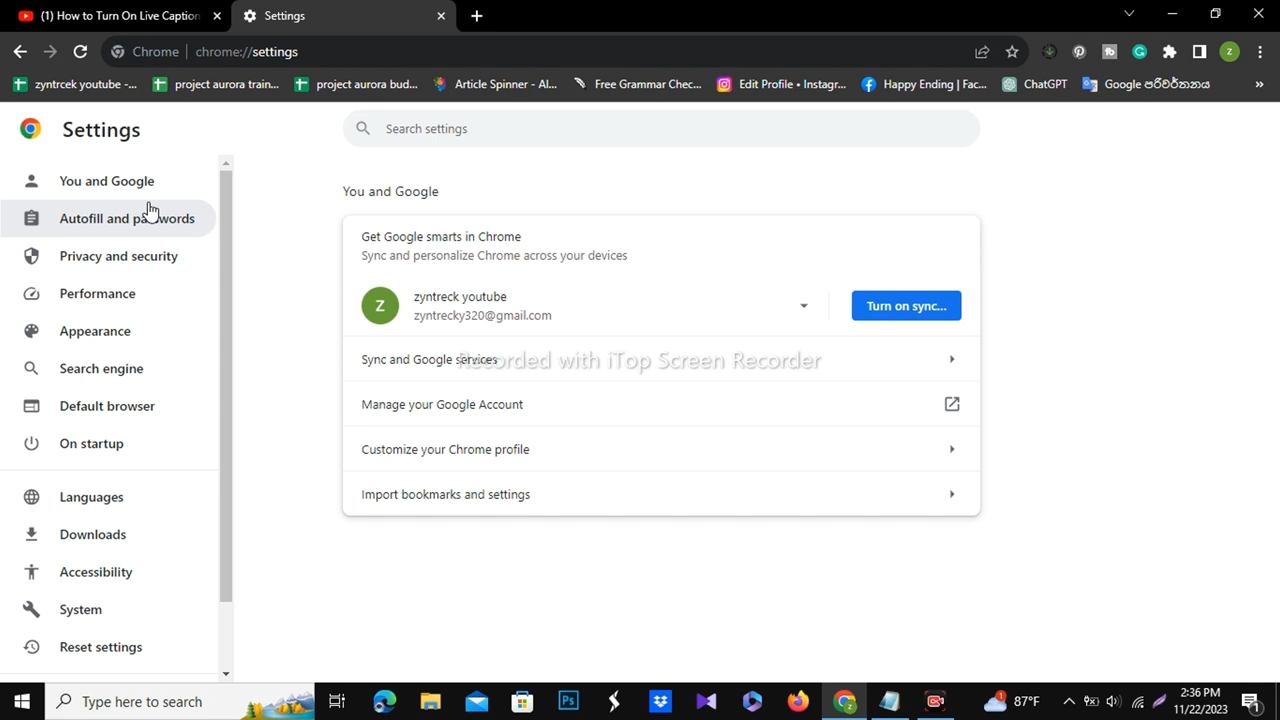 (1) How to Turn On Live Caption
Settings
Chrome
chrome://settings
zyntrcek youtube -...
project aurora train...
project aurora bud...
Article Spinner - Al...
Free Grammar Chec...
Edit Profile • Instagr...
Happy Ending | Fac...
ChatGPT
Google පරිවර්තනය
Settings
Search settings
You and Google
Autofill and passwords
Privacy and security
Performance
Appearance
Search engine
Default browser
On startup
Languages
Downloads
Accessibility
System
Reset settings
You and Google
Get Google smarts in Chrome
Sync and personalize Chrome across your devices
Z
zyntreck youtube
zyntrecky320@gmail.com
Turn on sync...
Sync and Google services
Recorded with iTop Screen Recorder
Manage your Google Account
Customize your Chrome profile
Import bookmarks and settings
Type here to search
Ps
87°F
2:36 PM
11/22/2023